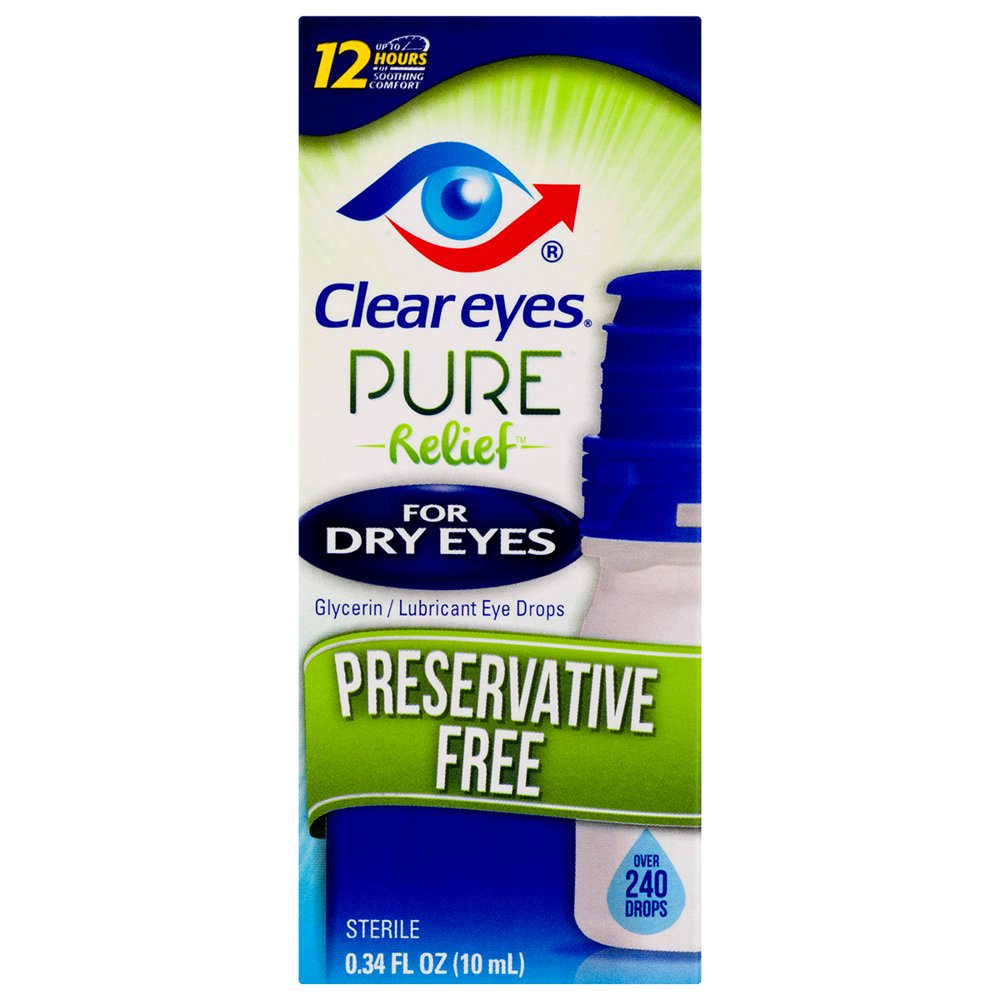 12 UP TO
HOURS
OF
SOOTHING
COMFORT
®
Clear eyes®
PURE
Relief™
FOR
DRY EYES
Glycerin / Lubricant Eye Drops
PRESERVATIVE
FREE
OVER
240
DROPS
STERILE
0.34 FL OZ (10 mL)